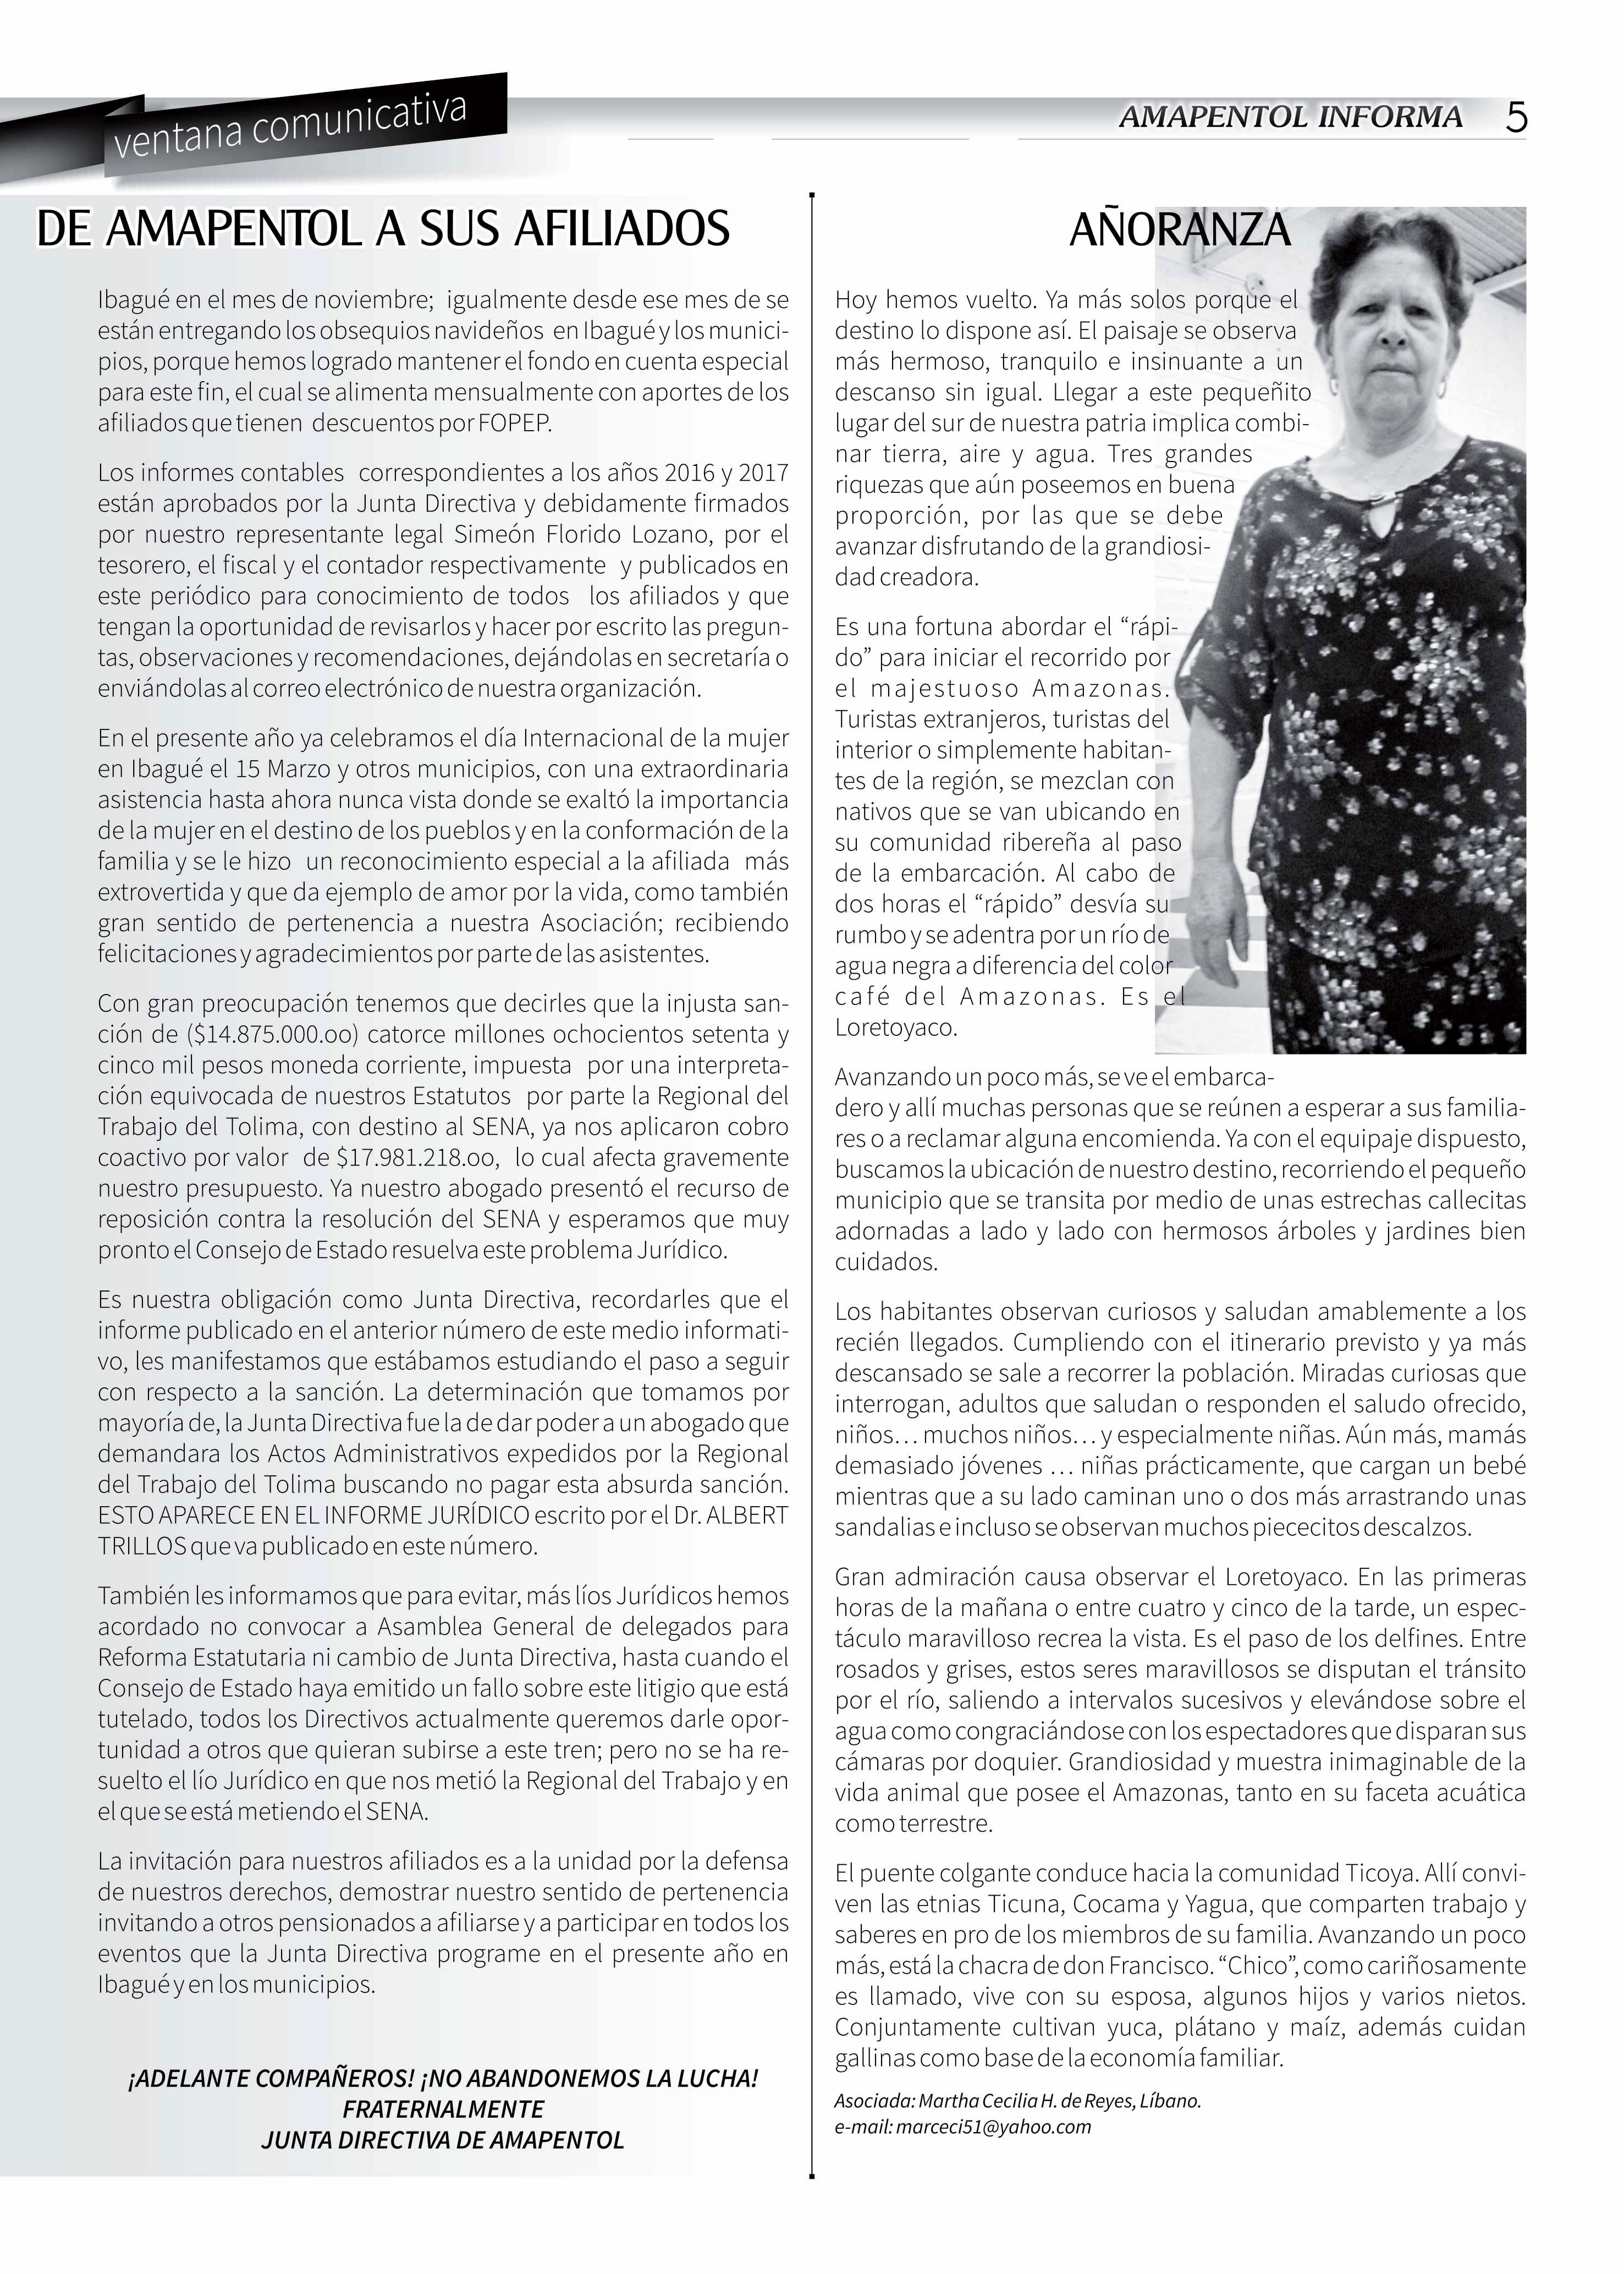 ventana comunicativa
AMAPENTOL INFORMA 5
DE AMAPENTOL A SUS AFILIADOS
Ibagué en el mes de noviembre; igualmente desde ese mes de se
están entregando los obsequios navideños en Ibagué y los munici-
pios, porque hemos logrado mantener el fondo en cuenta especial
para este fin, el cual se alimenta mensualmente con aportes de los
afiliados que tienen descuentos por FOPEP.
Los informes contables correspondientes a los años 2016 y 2017
están aprobados por la Junta Directiva y debidamente firmados
por nuestro representante legal Simeón Florido Lozano, por el
tesorero, el fiscal y el contador respectivamente y publicados en
este periódico para conocimiento de todos los afiliados y que
tengan la oportunidad de revisarlos y hacer por escrito las pregun-
tas, observaciones y recomendaciones, dejándolas en secretaría o
enviándolas al correo electrónico de nuestra organización.
En el presente año ya celebramos el día Internacional de la mujer
en Ibagué el 15 Marzo y otros municipios, con una extraordinaria
asistencia hasta ahora nunca vista donde se exaltó la importancia
de la mujer en el destino de los pueblos y en la conformación de la
familia y se le hizo un reconocimiento especial a la afiliada más
extrovertida y que da ejemplo de amor por la vida, como también
gran sentido de pertenencia a nuestra Asociación; recibiendo
felicitaciones y agradecimientos por parte de las asistentes.
Con gran preocupación tenemos que decirles que la injusta san-
ción de ($14.875.000.oo) catorce millones ochocientos setenta y
cinco mil pesos moneda corriente, impuesta por una interpreta-
ción equivocada de nuestros Estatutos por parte la Regional del
Trabajo del Tolima, con destino al SENA, ya nos aplicaron cobro
coactivo por valor de $17.981.218.oo, lo cual afecta gravemente
nuestro presupuesto. Ya nuestro abogado presentó el recurso de
reposición contra la resolución del SENA y esperamos que muy
pronto el Consejo de Estado resuelva este problema Jurídico.
Es nuestra obligación como Junta Directiva, recordarles que el
informe publicado en el anterior número de este medio informati-
vo, les manifestamos que estábamos estudiando el paso a seguir
con respecto a la sanción. La determinación que tomamos por
mayoría de, la Junta Directiva fue la de dar poder a un abogado que
demandara los Actos Administrativos expedidos por la Regional
del Trabajo del Tolima buscando no pagar esta absurda sanción.
ESTO APARECE EN EL INFORME JURÍDICO escrito por el Dr. ALBERT
TRILLOS que va publicado en este número.
También les informamos que para evitar, más líos Jurídicos hemos
acordado no convocar a Asamblea General de delegados para
Reforma Estatutaria ni cambio de Junta Directiva, hasta cuando el
Consejo de Estado haya emitido un fallo sobre este litigio que está
tutelado, todos los Directivos actualmente queremos darle opor-
tunidad a otros que quieran subirse a este tren; pero no se ha re-
suelto el lío Jurídico en que nos metió la Regional del Trabajo y en
el que se está metiendo el SENA.
La invitación para nuestros afiliados es a la unidad por la defensa
de nuestros derechos, demostrar nuestro sentido de pertenencia
invitando a otros pensionados a afiliarse y a participar en todos los
eventos que la Junta Directiva programe en el presente año en
Ibagué y en los municipios.
¡ADELANTE COMPAÑEROS! ¡NO ABANDONEMOS LA LUCHA!
FRATERNALMENTE
JUNTA DIRECTIVA DE AMAPENTOL
AÑORANZA
Hoy hemos vuelto. Ya más solos porque el
destino lo dispone así. El paisaje se observa
más hermoso, tranquilo e insinuante a un
descanso sin igual. Llegar a este pequeñito
lugar del sur de nuestra patria implica combi-
nar tierra, aire y agua. Tres grandes
riquezas que aún poseemos en buena
proporción, por las que se debe
avanzar disfrutando de la grandiosi-
dad creadora.
Es una fortuna abordar el “rápi-
do” para iniciar el recorrido por
el majestuoso Amazonas.
Turistas extranjeros, turistas del
interior o simplemente habitan-
tes de la región, se mezclan con
nativos que se van ubicando en
su comunidad ribereña al paso
de la embarcación. Al cabo de
dos horas el “rápido” desvía su
rumbo y se adentra por un río de
agua negra a diferencia del color
café del Amazonas. Es el
Loretoyaco.
Avanzando un poco más, se ve el embarca-
dero y allí muchas personas que se reúnen a esperar a sus familia-
res o a reclamar alguna encomienda. Ya con el equipaje dispuesto,
buscamos la ubicación de nuestro destino, recorriendo el pequeño
municipio que se transita por medio de unas estrechas callecitas
adornadas a lado y lado con hermosos árboles y jardines bien
cuidados.
Los habitantes observan curiosos y saludan amablemente a los
recién llegados. Cumpliendo con el itinerario previsto y ya más
descansado se sale a recorrer la población. Miradas curiosas que
interrogan, adultos que saludan o responden el saludo ofrecido,
niños… muchos niños… y especialmente niñas. Aún más, mamás
demasiado jóvenes … niñas prácticamente, que cargan un bebé
mientras que a su lado caminan uno o dos más arrastrando unas
sandalias e incluso se observan muchos piececitos descalzos.
Gran admiración causa observar el Loretoyaco. En las primeras
horas de la mañana o entre cuatro y cinco de la tarde, un espec-
táculo maravilloso recrea la vista. Es el paso de los delfines. Entre
rosados y grises, estos seres maravillosos se disputan el tránsito
por el río, saliendo a intervalos sucesivos y elevándose sobre el
agua como congraciándose con los espectadores que disparan sus
cámaras por doquier. Grandiosidad y muestra inimaginable de la
vida animal que posee el Amazonas, tanto en su faceta acuática
como terrestre.
El puente colgante conduce hacia la comunidad Ticoya. Allí convi-
ven las etnias Ticuna, Cocama y Yagua, que comparten trabajo y
saberes en pro de los miembros de su familia. Avanzando un poco
más, está la chacra de don Francisco. “Chico”, como cariñosamente
es llamado, vive con su esposa, algunos hijos y varios nietos.
Conjuntamente cultivan yuca, plátano y maíz, además cuidan
gallinas como base de la economía familiar.
Asociada: Martha Cecilia H. de Reyes, Líbano.
e-mail: marceci51@yahoo.com